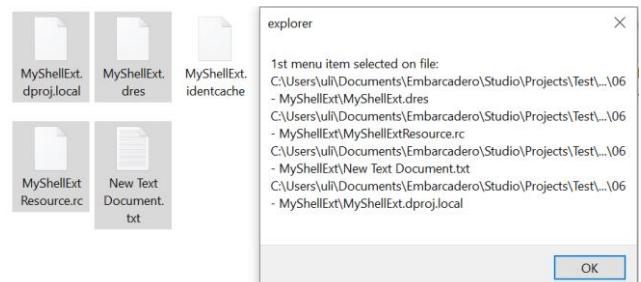 MyShellExt.
dproj.local
MyShellExt.
dres
MyShellExt.
identcache
MyShellExt
Resource.rc
New Text
Document.
txt
explorer
1st menu item selected on file:
C:\Users\uli\Documents\Embarcadero\Studio\Projects\Test\...\06
- MyShellExt\MyShellExt.dres
C:\Users\uli\Documents\Embarcadero\Studio\Projects\Test\...\06
- MyShellExt\MyShellExtResource.rc
C:\Users\uli\Documents\Embarcadero\Studio\Projects\Test\...\06
- MyShellExt\New Text Document.txt
C:\Users\uli\Documents\Embarcadero\Studio\Projects\Test\...\06
- MyShellExt\MyShellExt.dproj.local
OK